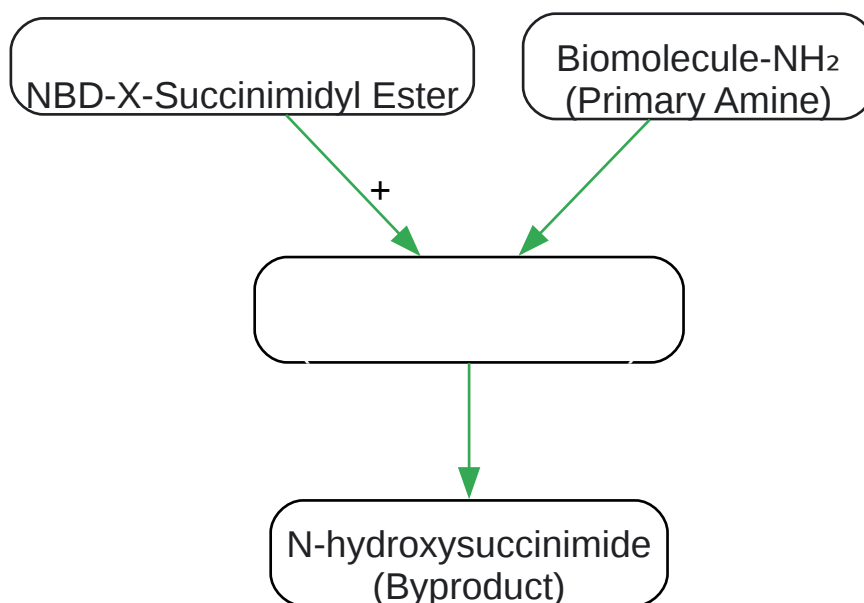 NBD-X-Succinimidyl Ester
Biomolecule-NH₂
(Primary Amine)
+
N-hydroxysuccinimide
(Byproduct)